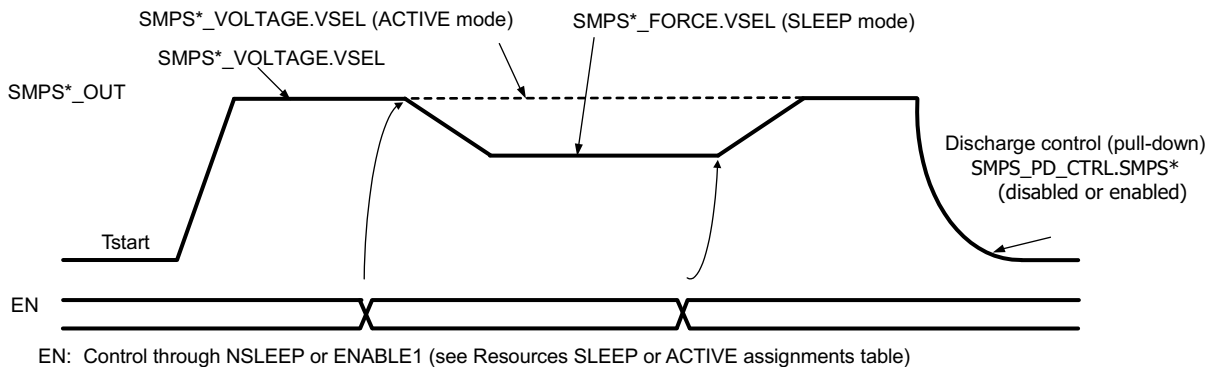 SMPS*_VOLTAGE.VSEL (ACTIVE mode)
SMPS*_FORCE.VSEL (SLEEP mode)
SMPS*_VOLTAGE.VSEL
SMPS*_OUT
Discharge control (pull-down)
SMPS_PD_CTRL.SMPS*
(disabled or enabled)
Tstart
EN
EN: Control through NSLEEP or ENABLE1 (see Resources SLEEP or ACTIVE assignments table)